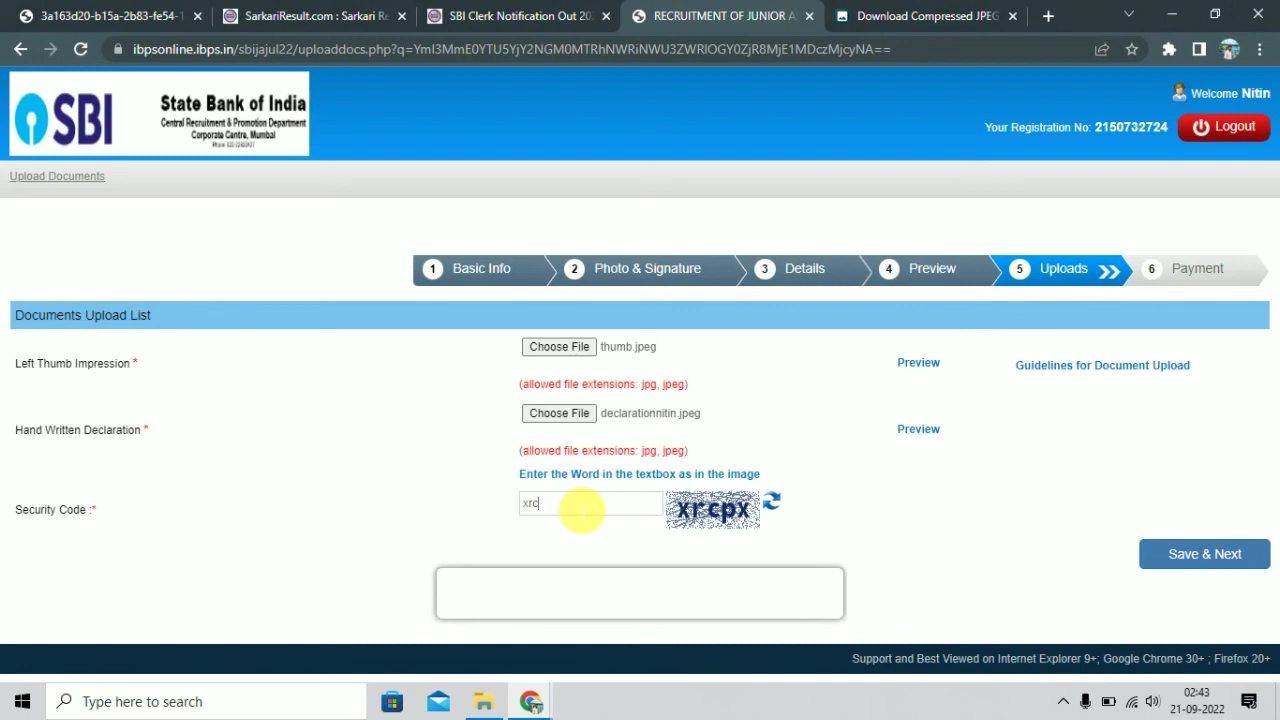 3a16d20-2b15-2b83-fe54-1
SarkariResult.com : Sarkari Re
SBI Clerk Notification Out 202
RECRUITMENT OF JUNIOR A
Download Compressed JPEG
ibpsonline.ibps.in/sbijajul22/uploaddocs.php?q=YmI3MmE0YTU5YjY2NGM0MTRhNWRiNWU3ZWRlOGY0ZjR8MjE1MDczMjcyNA==
SBI
State Bank of India
Central Recruitment & Promotion Department
Corporate Centre, Mumbai
Welcome Nitin
Your Registration No: 2150732724
Logout
Upload Documents
1 Basic Info
2 Photo & Signature
3 Details
4 Preview
5 Uploads
6 Payment
Documents Upload List
Left Thumb Impression *
Choose File thumb.jpeg
(allowed file extensions: jpg, jpeg)
Preview
Guidelines for Document Upload
Hand Written Declaration *
Choose File declarationnitin.jpeg
(allowed file extensions: jpg, jpeg)
Preview
Enter the Word in the textbox as in the image
Security Code :*
xrc
xrcpx
Save & Next
Support and Best Viewed on Internet Explorer 9+; Google Chrome 30+ ; Firefox 20+
Type here to search
02:43
21-09-2022